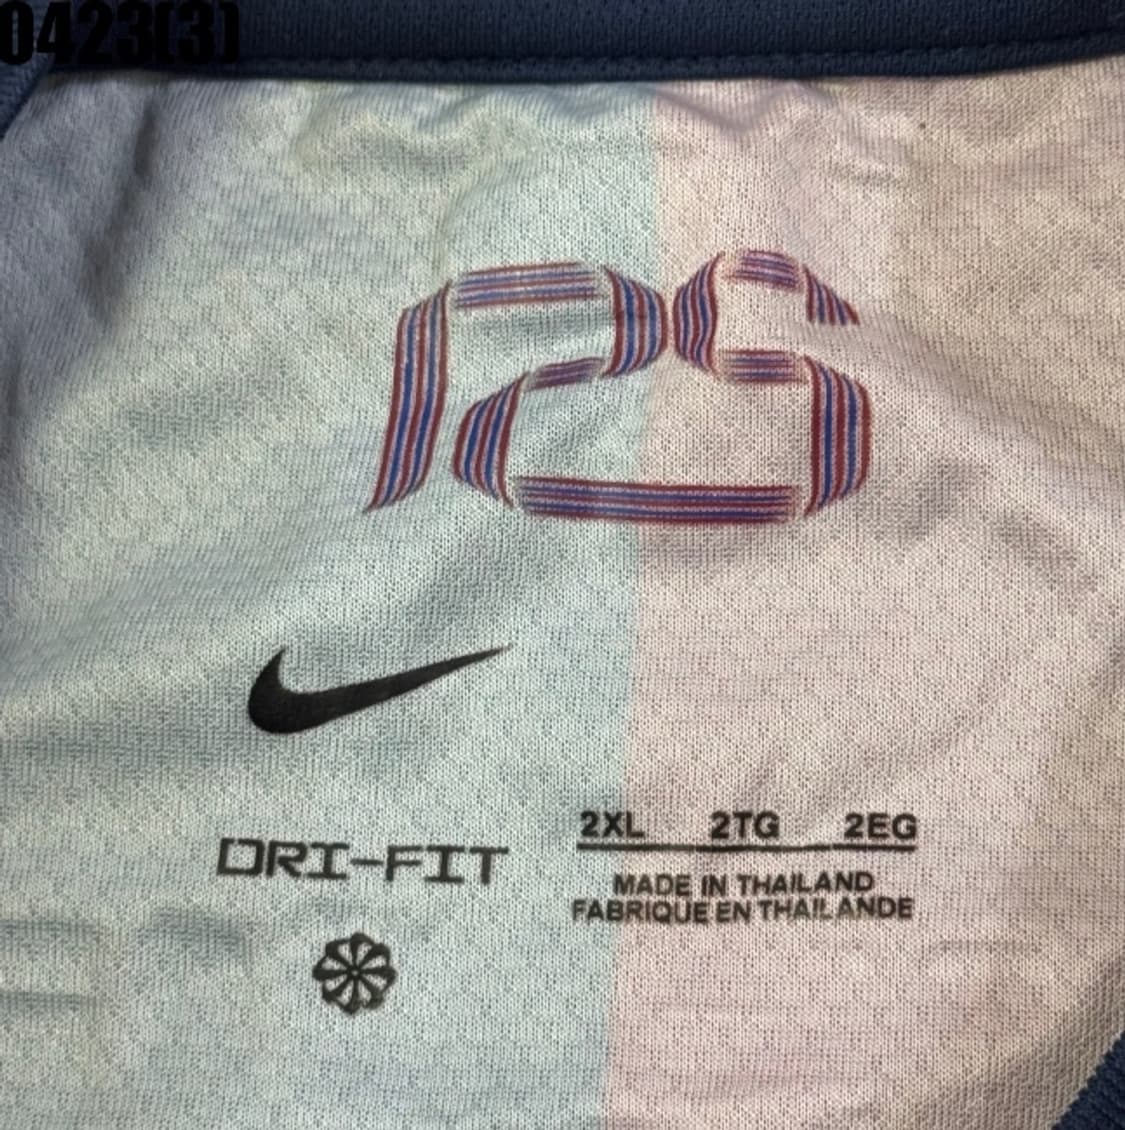 0423(3)
DRI-FIT
2XL 2TG 2EG
MADE IN THAILAND
FABRIQUE EN THAILANDE